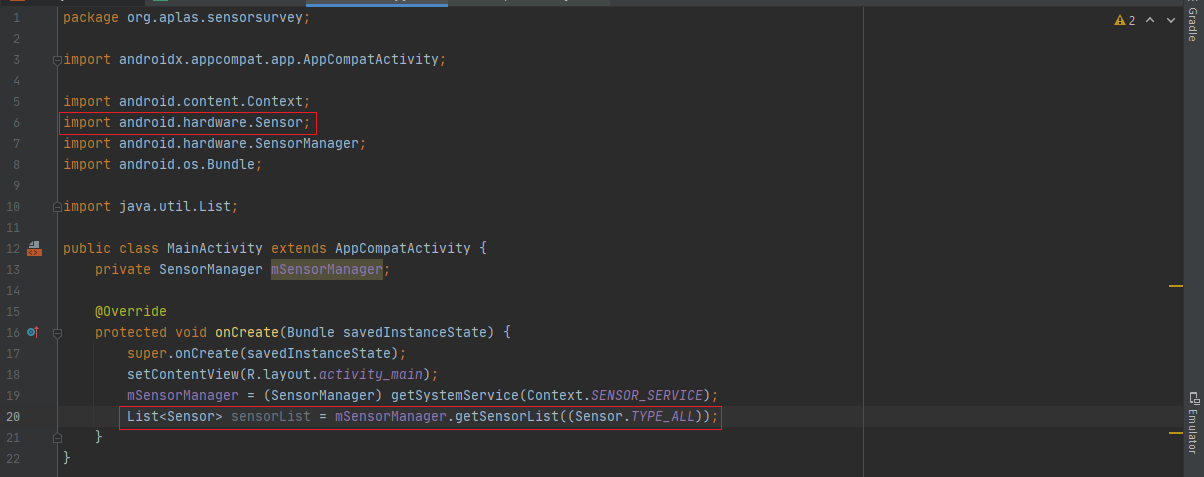 1 package org.aplas.sensorsurvey;
2
3 import androidx.appcompat.app.AppCompatActivity;
4
5 import android.content.Context;
6 import android.hardware.Sensor;
7 import android.hardware.SensorManager;
8 import android.os.Bundle;
9
10 import java.util.List;
11
12 public class MainActivity extends AppCompatActivity {
13 private SensorManager mSensorManager;
14
15 @Override
16 protected void onCreate(Bundle savedInstanceState) {
17 super.onCreate(savedInstanceState);
18 setContentView(R.layout.activity_main);
19 mSensorManager = (SensorManager) getSystemService(Context.SENSOR_SERVICE);
20 List<Sensor> sensorList = mSensorManager.getSensorList((Sensor.TYPE_ALL));
21 }
22 }
2
Gradle
Emulator